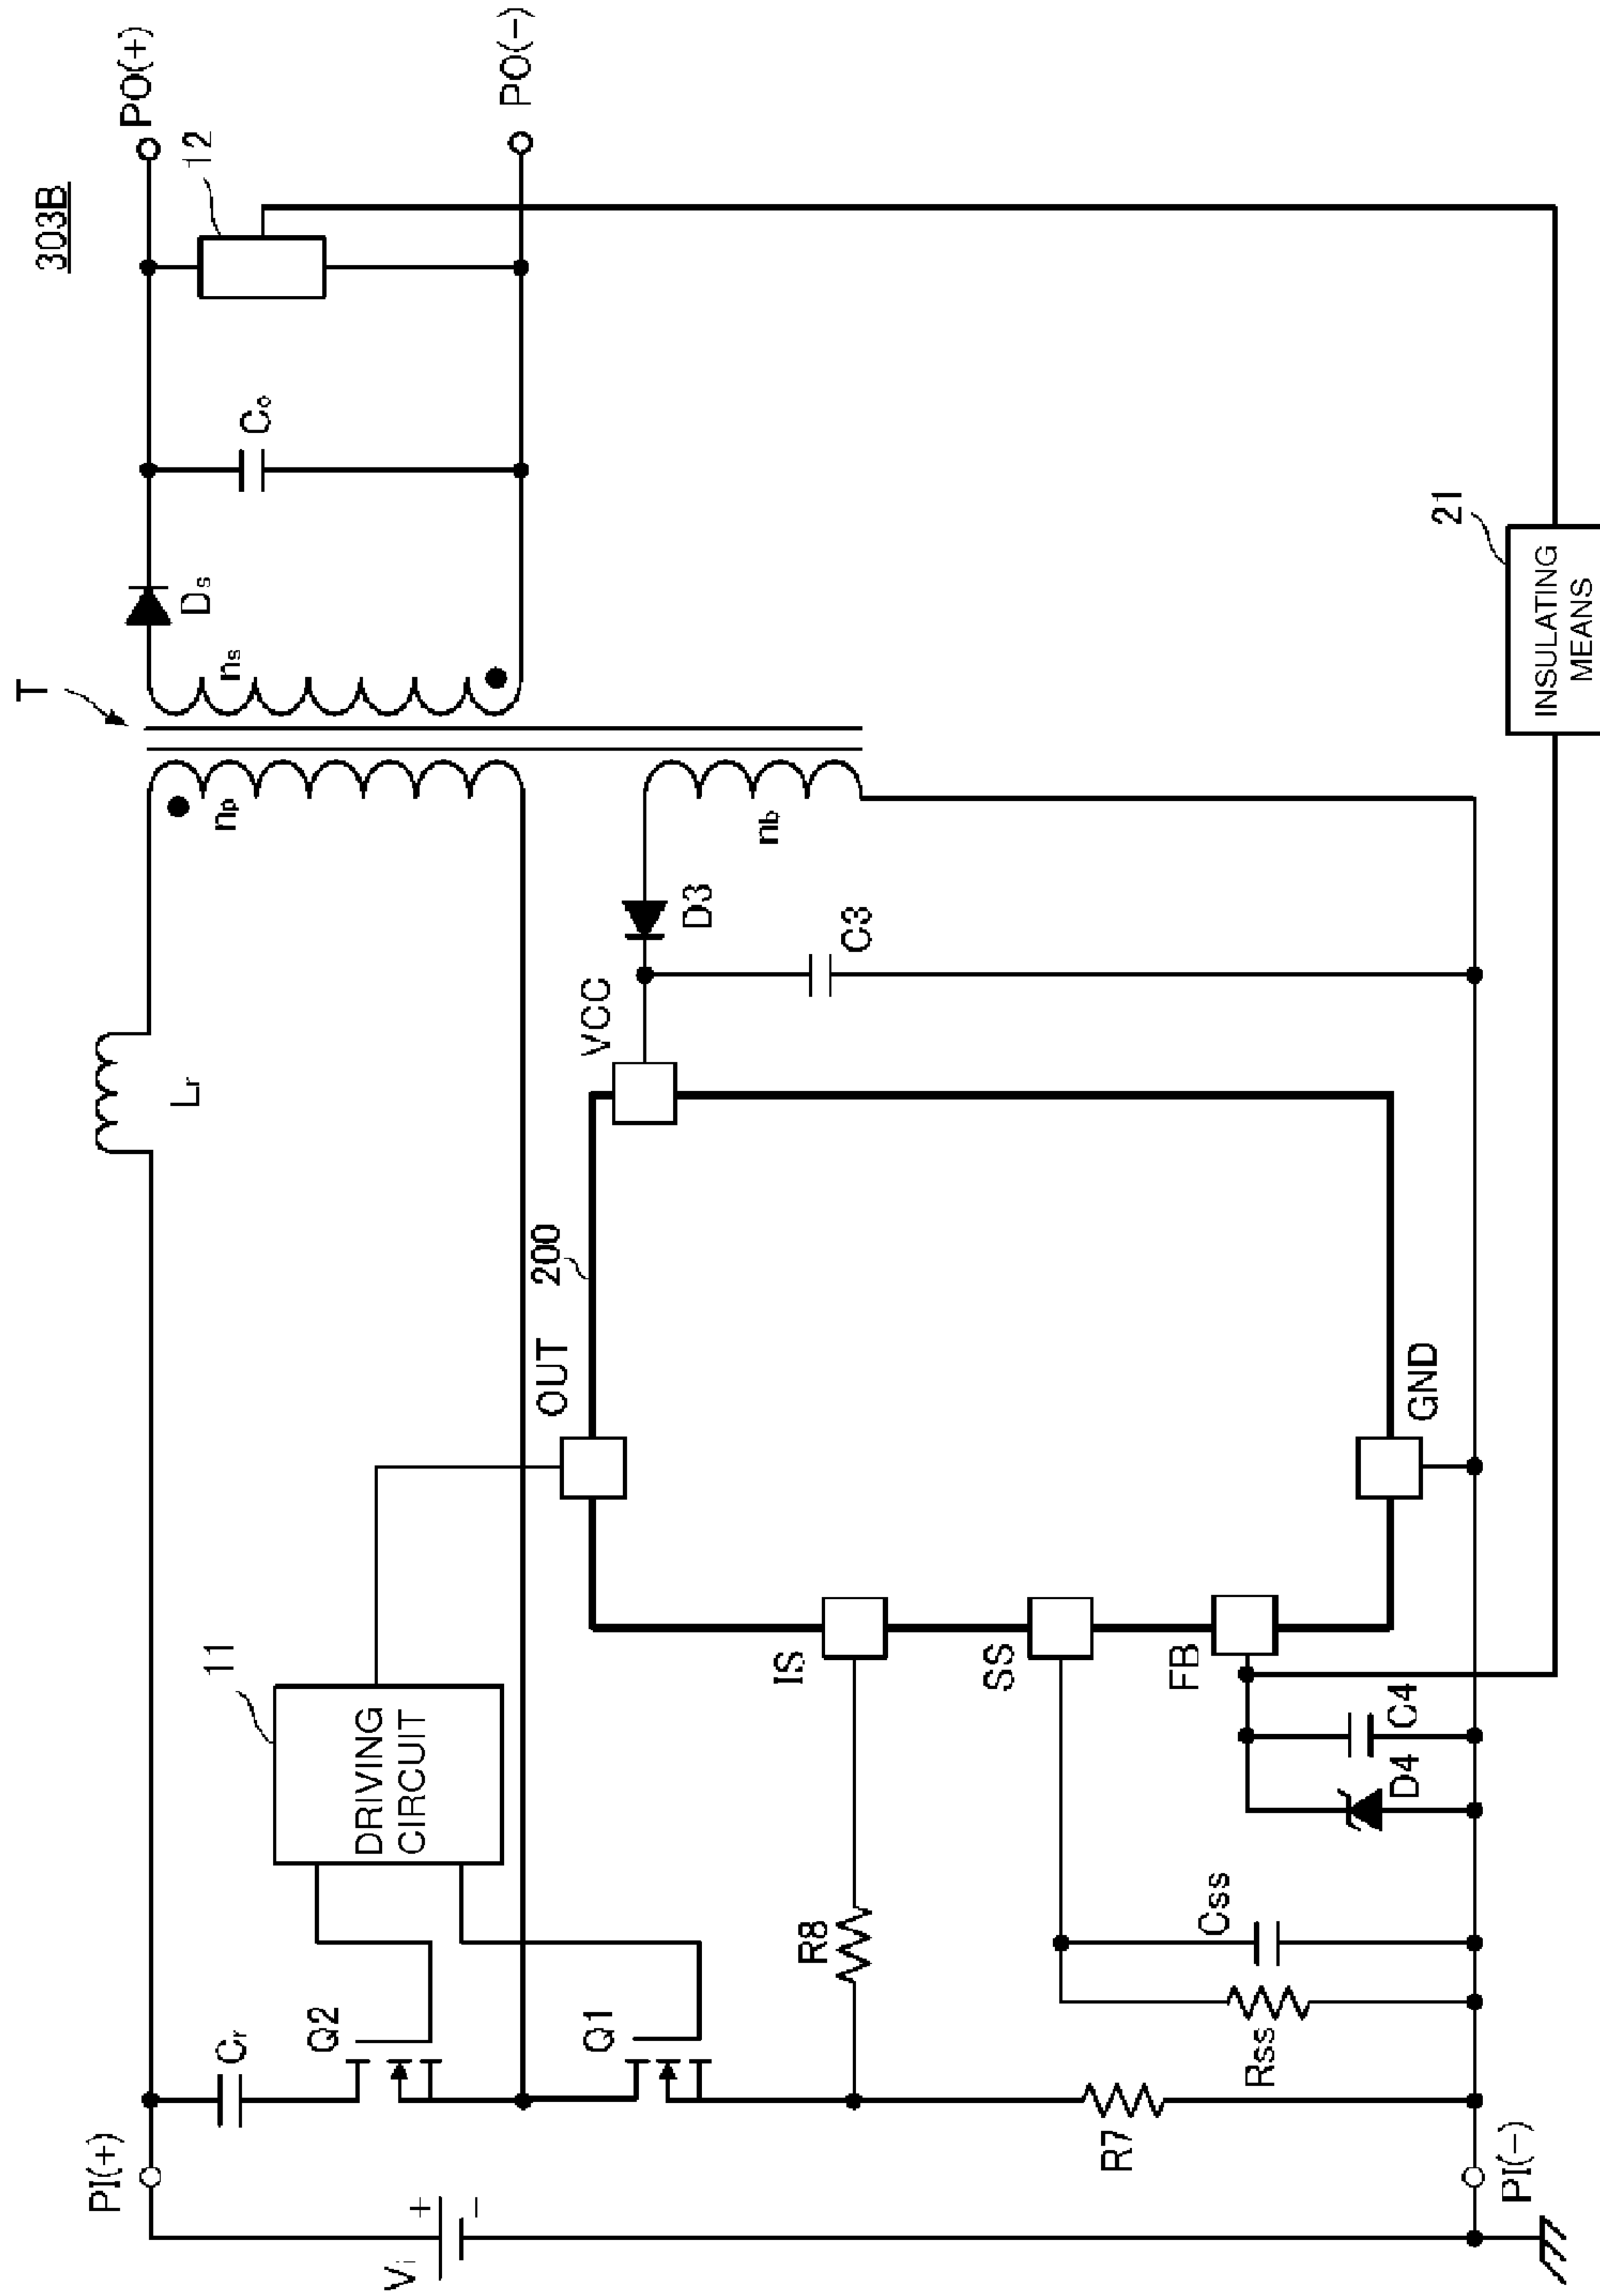 303B
T
PI(+)
Vi
+
−
Cr
Q2
Q1
11
DRIVING
CIRCUIT
Lr
np
ns
Ds
Co
12
PO(+)
PO(−)
OUT
200
VCC
D3
C3
nb
IS
SS
FB
GND
R8
R7
Rss
Css
D4
C4
PI(−)
21
INSULATING
MEANS